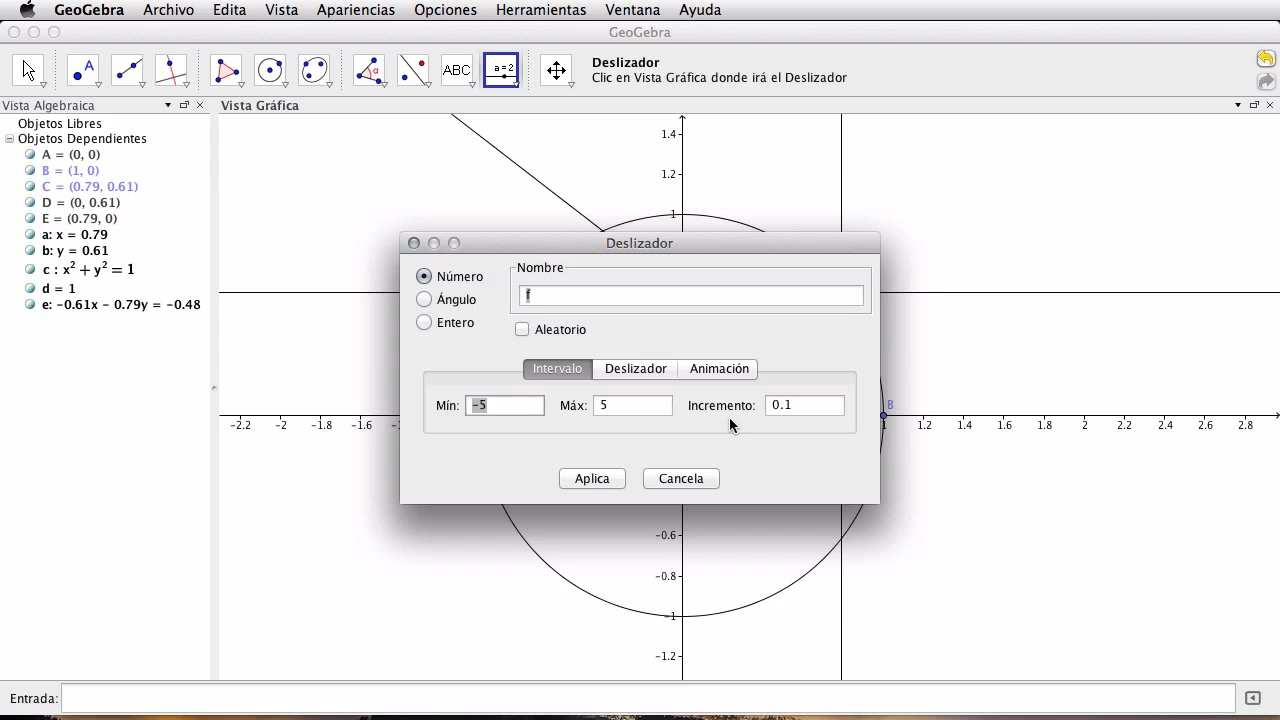 GeoGebra Archivo Edita Vista Apariencias Opciones Herramientas Ventana Ayuda
GeoGebra
A
α
ABC
a=2
Deslizador
Clic en Vista Gráfica donde irá el Deslizador
Vista Algebraica
Vista Gráfica
Objetos Libres
Objetos Dependientes
A = (0, 0)
B = (1, 0)
C = (0.79, 0.61)
D = (0, 0.61)
E = (0.79, 0)
a: x = 0.79
b: y = 0.61
c : x² + y² = 1
d = 1
e: -0.61x - 0.79y = -0.48
1.4
1.2
1
Deslizador
Número
Ángulo
Entero
Nombre
f
Aleatorio
Intervalo Deslizador Animación
Mín: -5 Máx: 5 Incremento: 0.1
Aplica Cancela
B
-2.2 -2 -1.8 -1.6 1 1.2 1.4 1.6 1.8 2 2.2 2.4 2.6 2.8
-0.6
-0.8
-1
-1.2
Entrada: